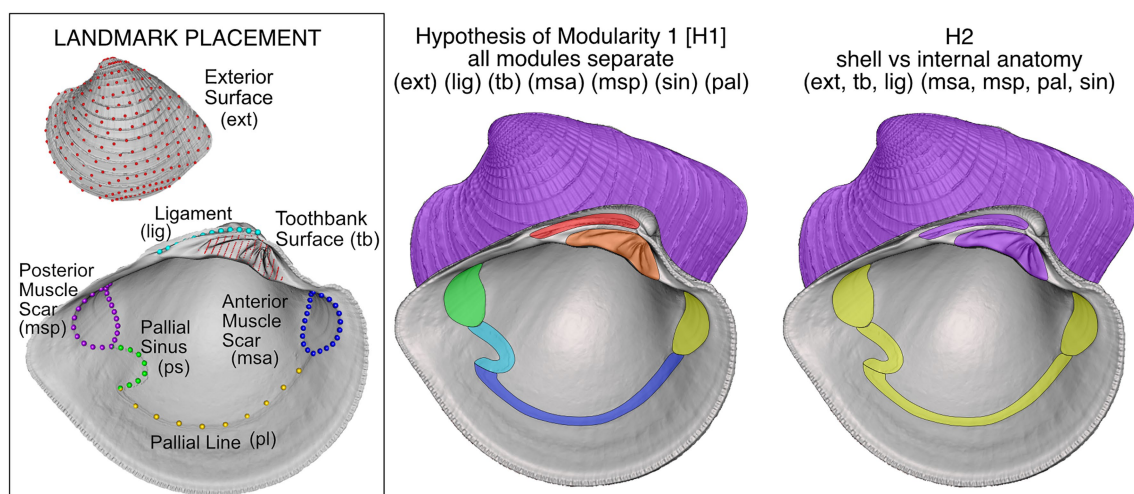 LANDMARK PLACEMENT
Exterior
Surface
(ext)
Ligament
(lig)
Toothbank
Surface (tb)
Posterior
Muscle
Scar
(msp)
Pallial
Sinus
(ps)
Anterior
Muscle
Scar
(msa)
Pallial Line (pl)
Hypothesis of Modularity 1 [H1]
all modules separate
(ext) (lig) (tb) (msa) (msp) (sin) (pal)
H2
shell vs internal anatomy
(ext, tb, lig) (msa, msp, pal, sin)